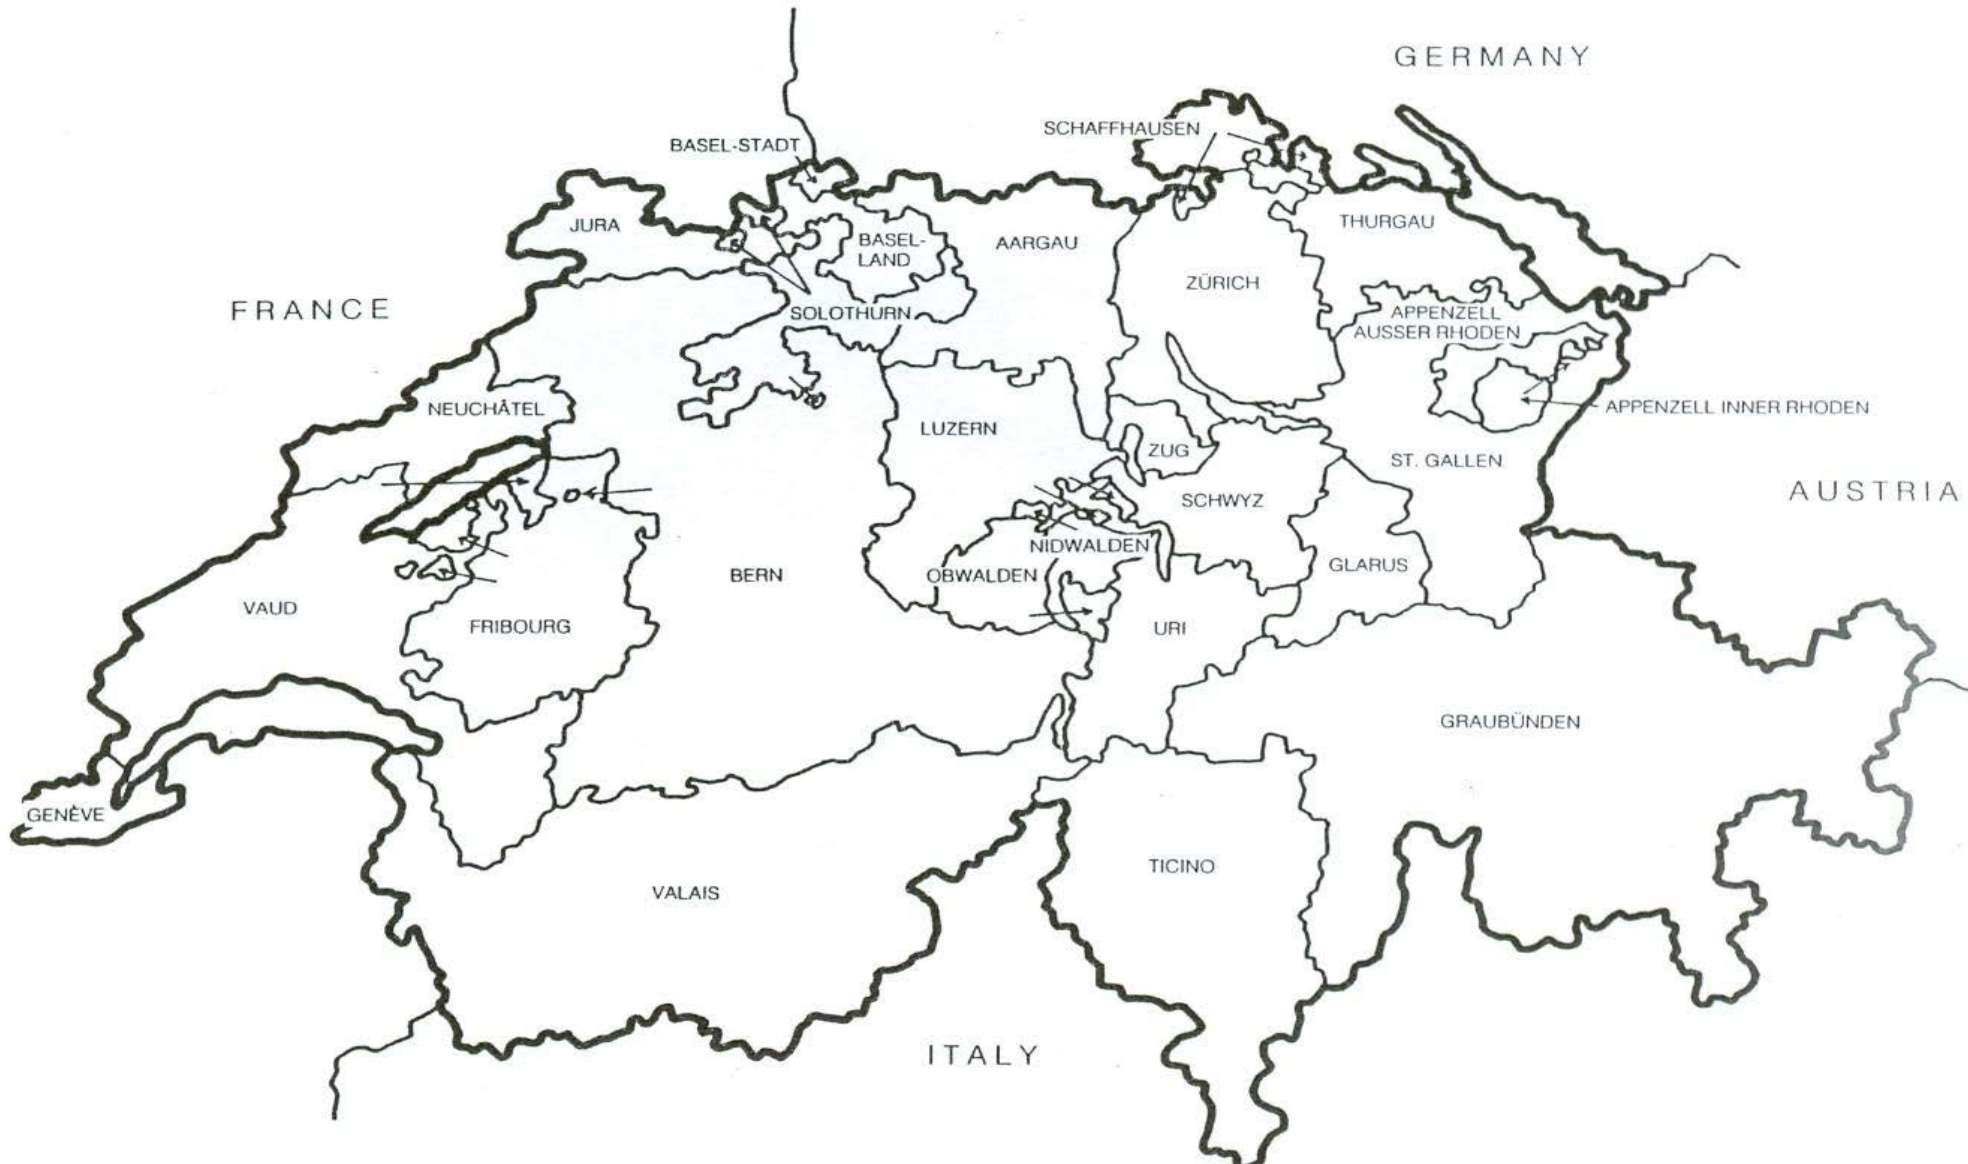 GERMANY
SCHAFFHAUSEN
BASEL-STADT
JURA
THURGAU
BASEL-
LAND
AARGAU
ZÜRICH
FRANCE
SOLOTHURN
APPENZELL
AUSSER RHODEN
NEUCHÂTEL
APPENZELL INNER RHODEN
LUZERN
ZUG
ST. GALLEN
AUSTRIA
SCHWYZ
NIDWALDEN
GLARUS
OBWALDEN
BERN
VAUD
FRIBOURG
URI
GRAUBÜNDEN
GENÈVE
TICINO
VALAIS
ITALY